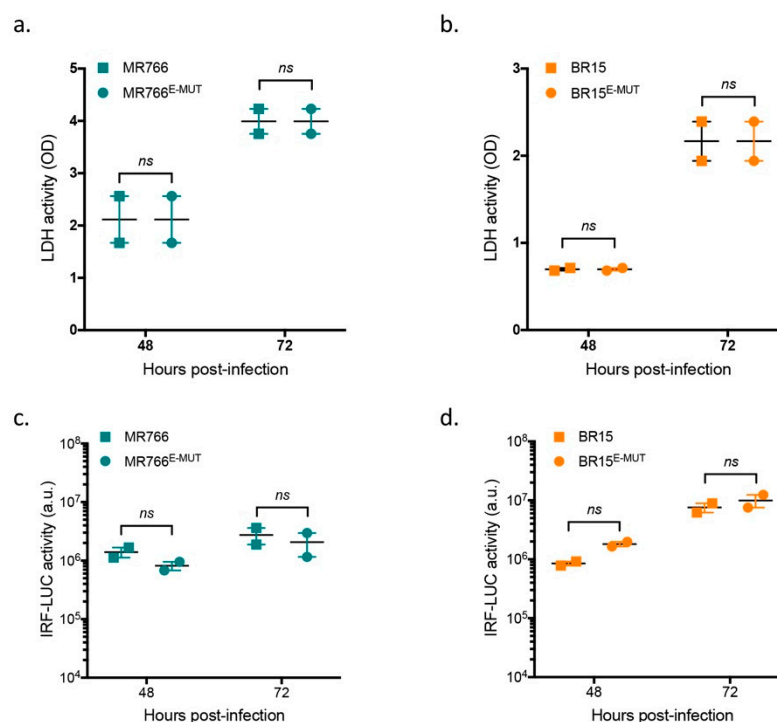 a.
MR766
MR766E-MUT
ns
ns
LDH activity (OD)
5
4
3
2
1
0
48
72
Hours post-infection
b.
BR15
BR15E-MUT
ns
ns
LDH activity (OD)
3
2
1
0
48
72
Hours post-infection
c.
MR766
MR766E-MUT
ns
ns
IRF-LUC activity (a.u.)
10⁸
10⁷
10⁶
10⁵
10⁴
48
72
Hours post-infection
d.
BR15
BR15E-MUT
ns
ns
IRF-LUC activity (a.u.)
10⁸
10⁷
10⁶
10⁵
10⁴
48
72
Hours post-infection